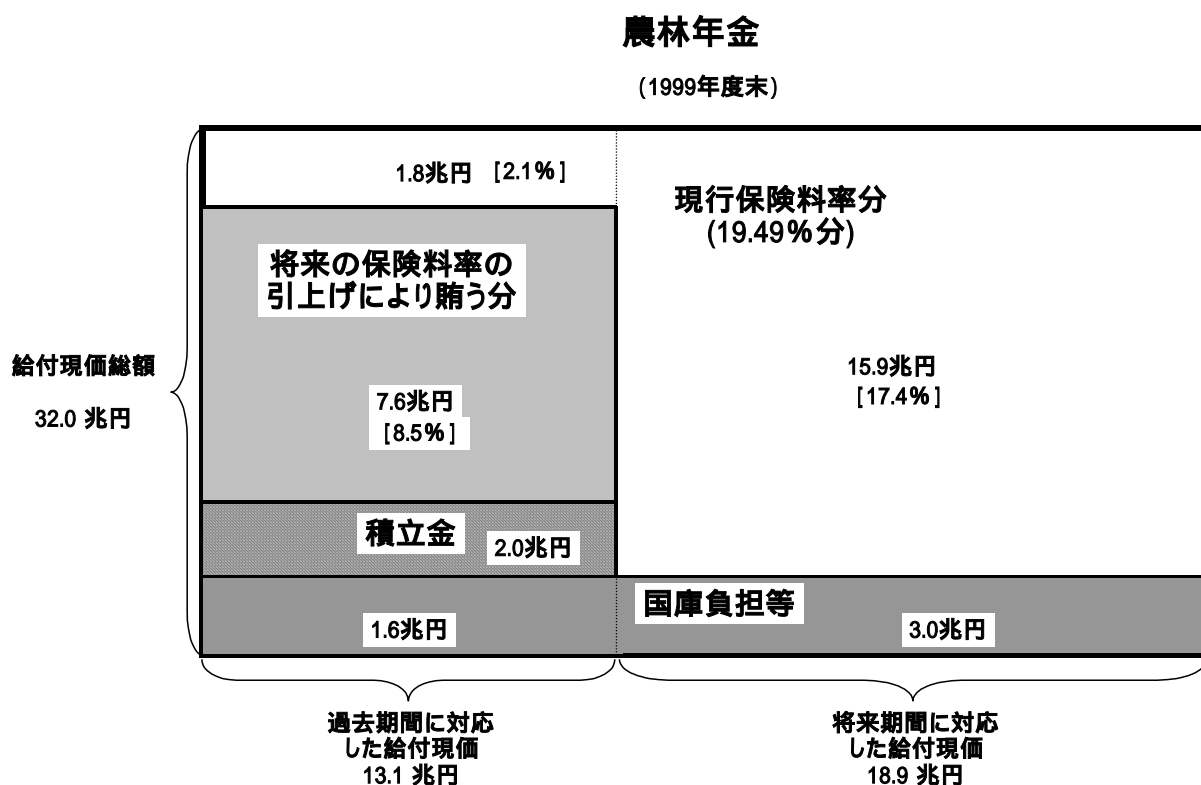 農林年金
(1999年度末)
1.8兆円 [2.1%]
現行保険料率分
(19.49%分)
将来の保険料率の
引上げにより賄う分
給付現価総額
32.0 兆円
7.6兆円
[8.5%]
15.9兆円
[17.4%]
積立金
2.0兆円
国庫負担等
1.6兆円
3.0兆円
過去期間に対応
した給付現価
13.1 兆円
将来期間に対応
した給付現価
18.9 兆円